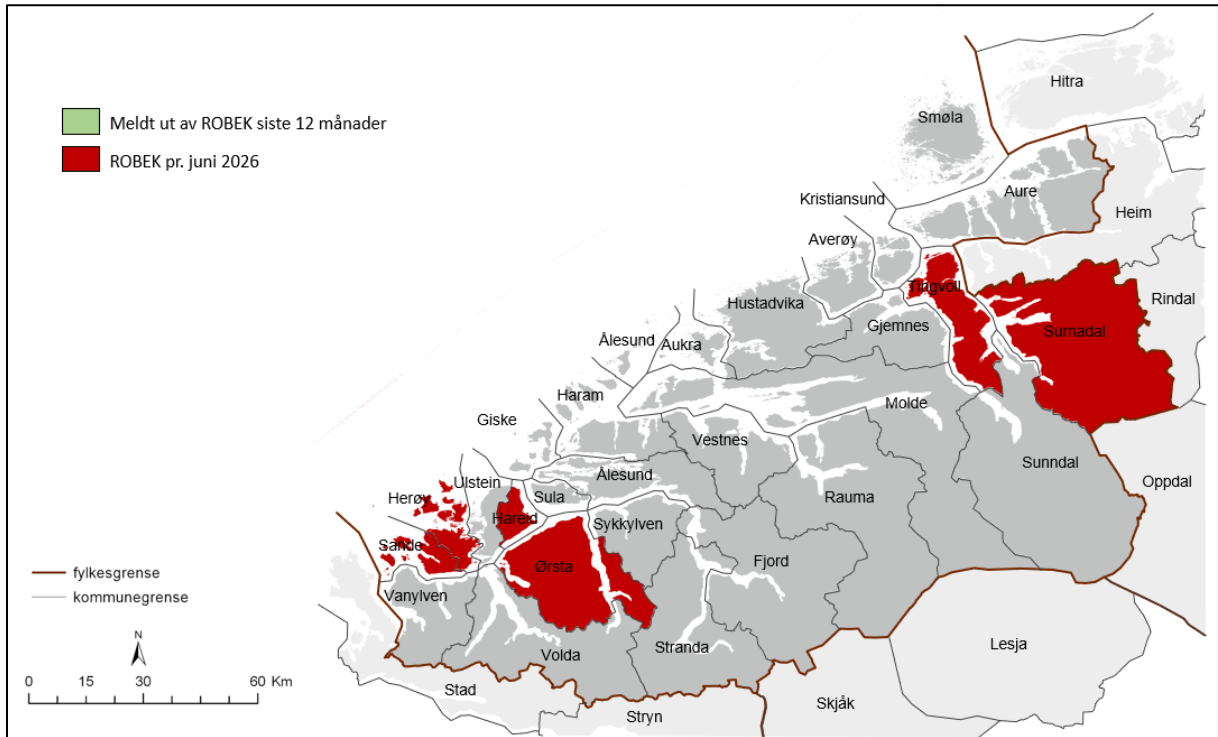 Hitra
Smøla
Meldt ut av ROBEK siste 12 månader
ROBEK pr. juni 2026
Kristiansund
Aure
Heim
Averøy
Tingvoll
Hustadvika
Rindal
Gjemnes
Surnadal
Ålesund
Aukra
Haram
Molde
Giske
Vestnes
Sunndal
Ålesund
Oppdal
Ulstein
Sula
Rauma
Herøy
Hareid
Sykkylven
Sande
Ørsta
Fjord
fylkesgrense
kommunegrense
Vanylven
Lesja
N
Volda
Stranda
0 15 30 60 Km
Stad
Skjåk
Stryn